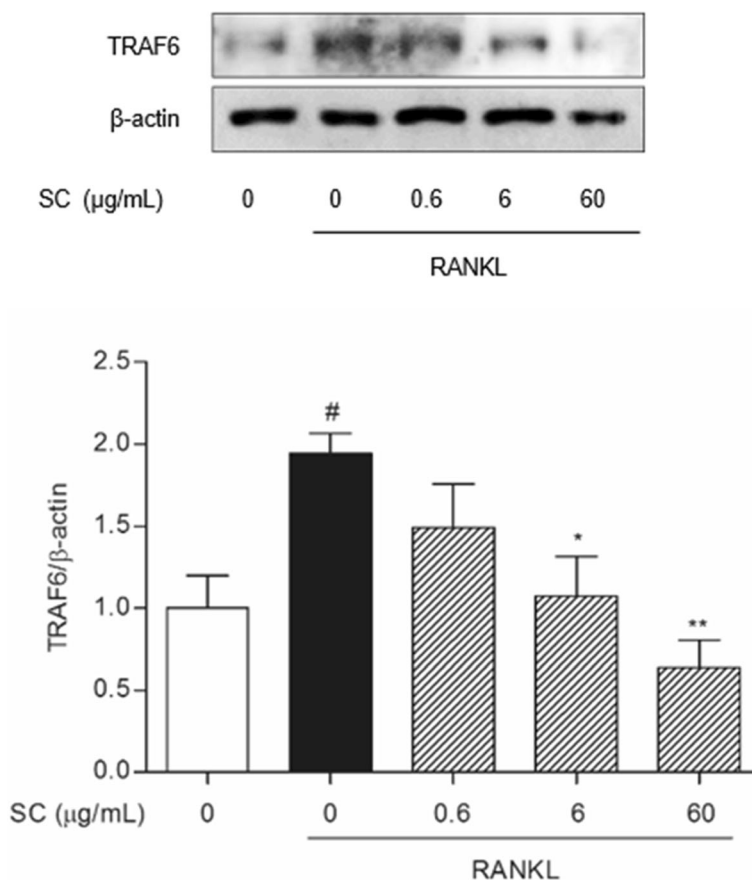 TRAF6
β-actin
SC (μg/mL) 0 0 0.6 6 60
RANKL
2.5
2.0
1.5
1.0
0.5
0.0
TRAF6/β-actin
#
*
**
SC (μg/mL) 0 0 0.6 6 60
RANKL